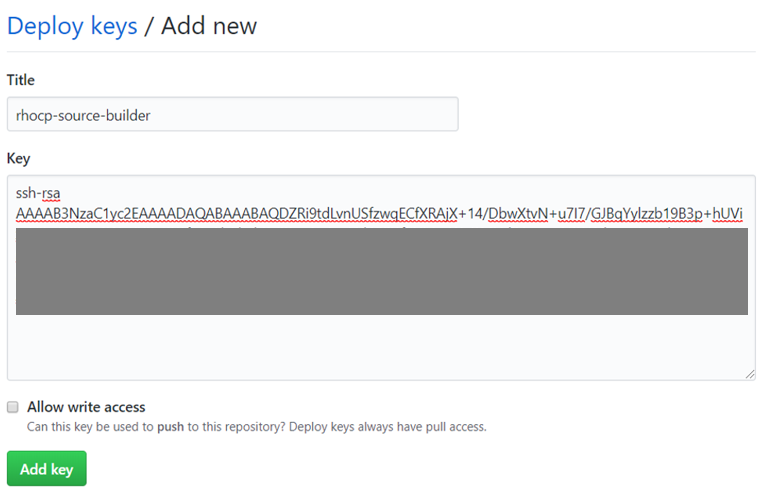 Deploy keys / Add new
Title
rhocp-source-builder
Key
ssh-rsa
AAAAB3NzaC1yc2EAAAADAQABAAABAQDZRi9tdLvnUSfzwqECfXRAjX+14/DbwXtvN+u7I7/GJBqYylzzb19B3p+hUVi
Allow write access
Can this key be used to push to this repository? Deploy keys always have pull access.
Add key